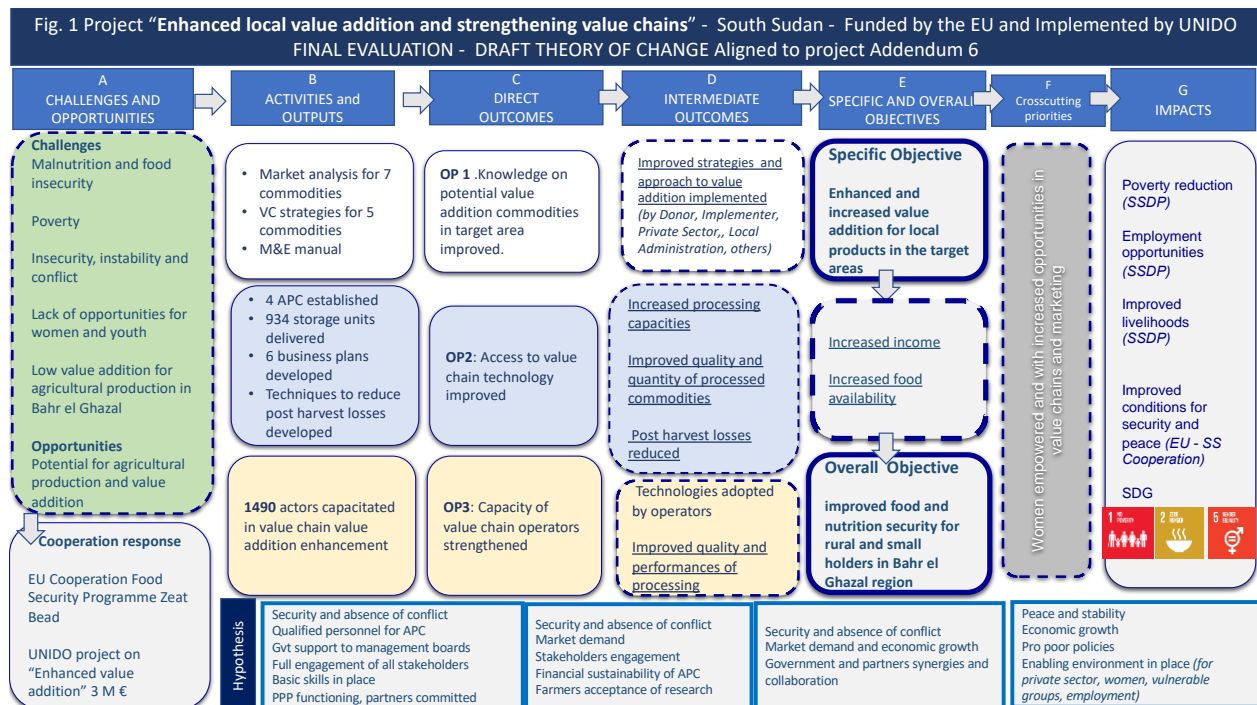 Fig. 1 Project “Enhanced local value addition and strengthening value chains” - South Sudan - Funded by the EU and Implemented by UNIDO
FINAL EVALUATION - DRAFT THEORY OF CHANGE Aligned to project Addendum 6
A
CHALLENGES AND
OPPORTUNITIES
B
ACTIVITIES and
OUTPUTS
C
DIRECT
OUTCOMES
D
INTERMEDIATE
OUTCOMES
E
SPECIFIC AND OVERALL
OBJECTIVES
F
Crosscutting
priorities
G
IMPACTS
Challenges
Malnutrition and food
insecurity
Poverty
Insecurity, instability and
conflict
Lack of opportunities for
women and youth
Low value addition for
agricultural production in
Bahr el Ghazal
Opportunities
Potential for agricultural
production and value
addition
Cooperation response
EU Cooperation Food
Security Programme Zeat
Bead
UNIDO project on
“Enhanced value
addition” 3 M €
• Market analysis for 7
commodities
• VC strategies for 5
commodities
• M&E manual
• 4 APC established
• 934 storage units
delivered
• 6 business plans
developed
• Techniques to reduce
post harvest losses
developed
1490 actors capacitated
in value chain value
addition enhancement
OP 1 .Knowledge on
potential value
addition commodities
in target area
improved.
OP2: Access to value
chain technology
improved
OP3: Capacity of
value chain operators
strengthened
Improved strategies and
approach to value
addition implemented
(by Donor, Implementer,
Private Sector,, Local
Administration, others)
Increased processing
capacities
Improved quality and
quantity of processed
commodities
Post harvest losses
reduced
Technologies adopted
by operators
Improved quality and
performances of
processing
Specific Objective
Enhanced and
increased value
addition for local
products in the target
areas
Increased income
Increased food
availability
Overall Objective
improved food and
nutrition security for
rural and small
holders in Bahr el
Ghazal region
Women empowered and with increased opportunities in
value chains and marketing
Poverty reduction
(SSDP)
Employment
opportunities
(SSDP)
Improved
livelihoods
(SSDP)
Improved
conditions for
security and
peace (EU - SS
Cooperation)
SDG
1 NO
POVERTY
2 ZERO
HUNGER
5 GENDER
EQUALITY
Hypothesis
Security and absence of conflict
Qualified personnel for APC
Gvt support to management boards
Full engagement of all stakeholders
Basic skills in place
PPP functioning, partners committed
Security and absence of conflict
Market demand
Stakeholders engagement
Financial sustainability of APC
Farmers acceptance of research
Security and absence of conflict
Market demand and economic growth
Government and partners synergies and
collaboration
Peace and stability
Economic growth
Pro poor policies
Enabling environment in place (for
private sector, women, vulnerable
groups, employment)